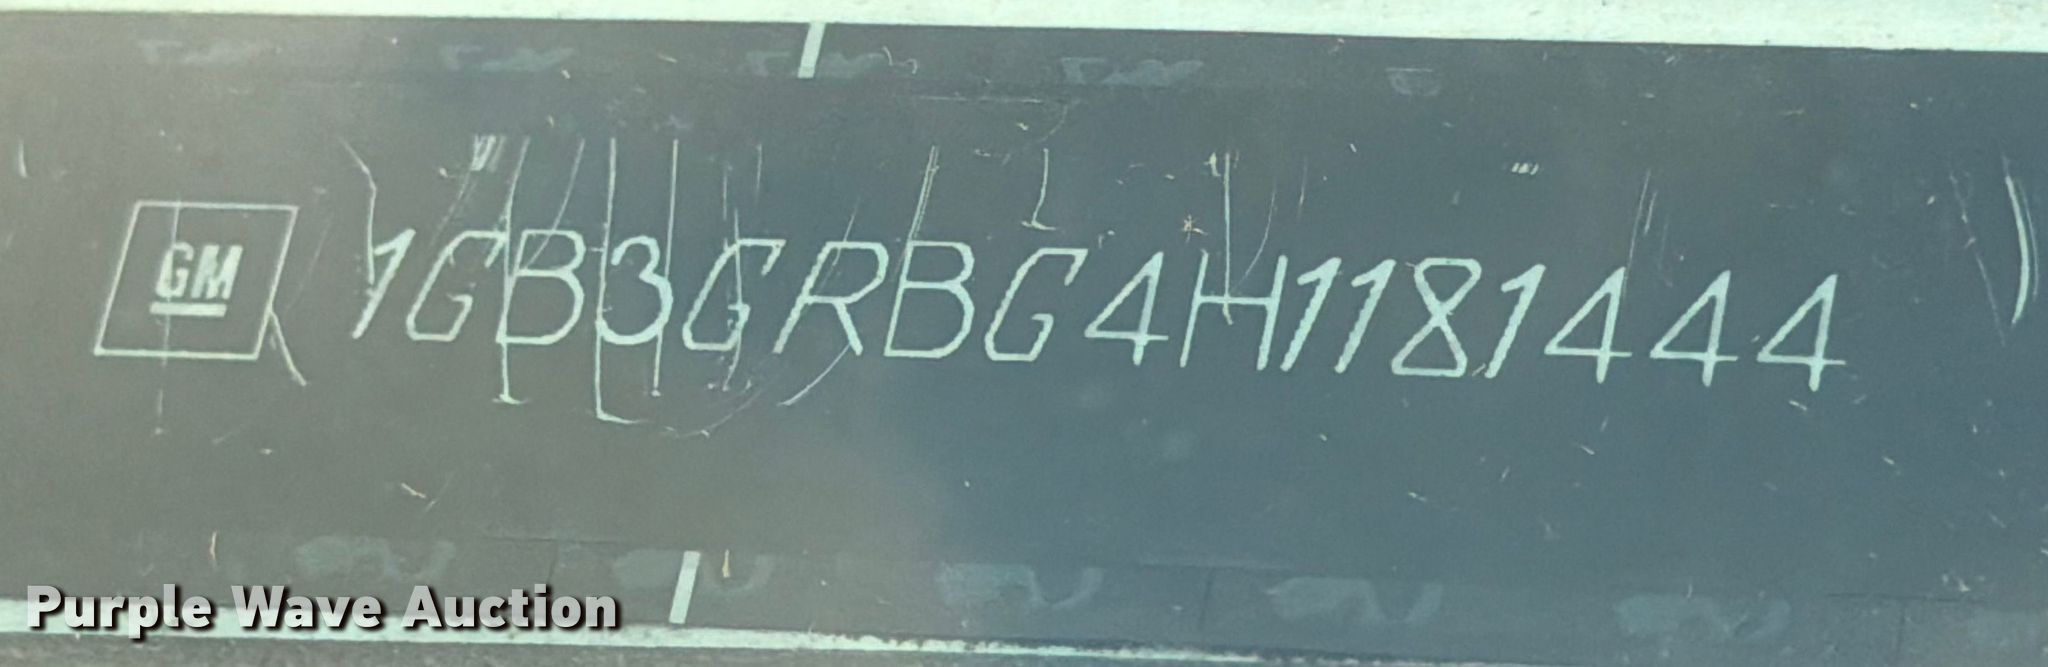 GM 1GB3GRBG4H1181444
Purple Wave Auction